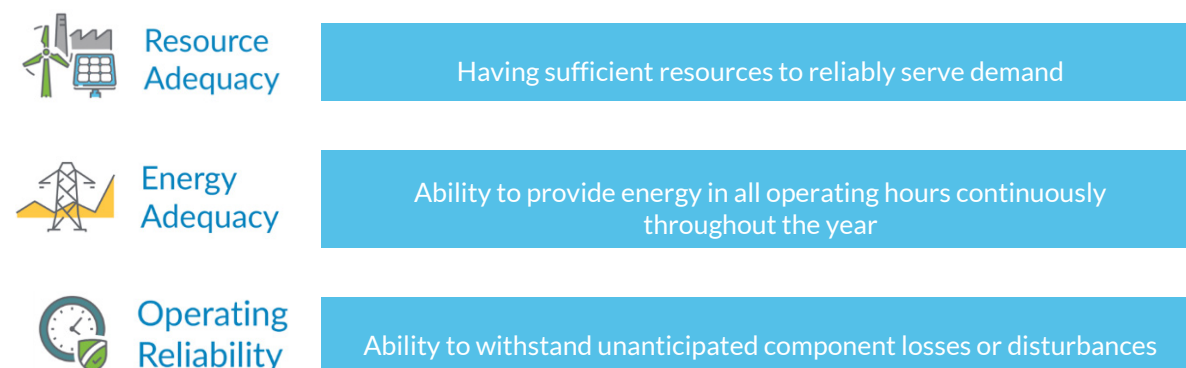 Resource
Adequacy
Having sufficient resources to reliably serve demand
Energy
Adequacy
Ability to provide energy in all operating hours continuously
throughout the year
Operating
Reliability
Ability to withstand unanticipated component losses or disturbances